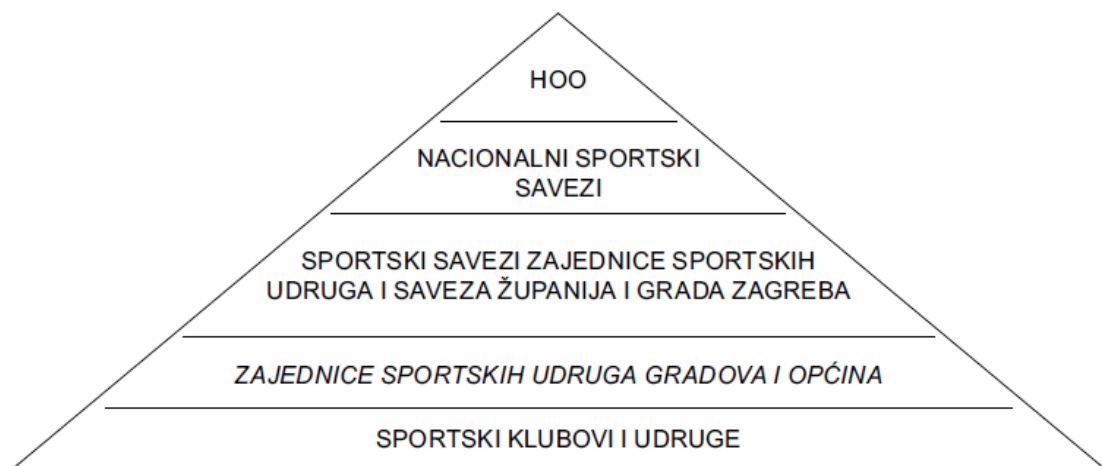 HOO
NACIONALNI SPORTSKI
SAVEZI
SPORTSKI SAVEZI ZAJEDNICE SPORTSKIH
UDRUGA I SAVEZA ŽUPANIJA I GRADA ZAGREBA
ZAJEDNICE SPORTSKIH UDRUGA GRADOVA I OPĆINA
SPORTSKI KLUBOVI I UDRUGE